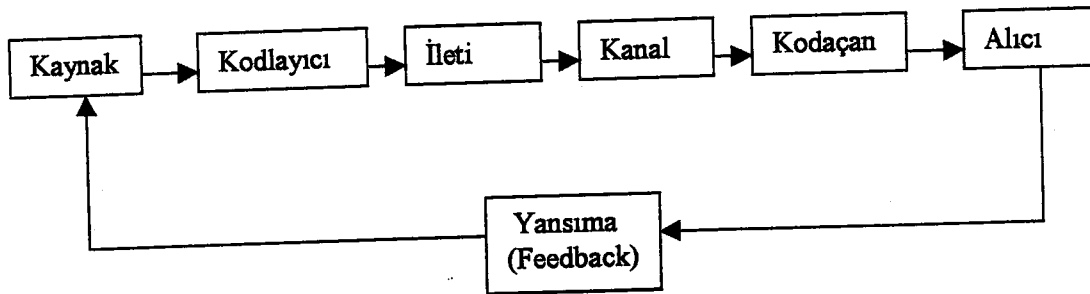 Kaynak
Kodlayıcı
İleti
Kanal
Kodaçan
Alıcı
Yansıma
(Feedback)